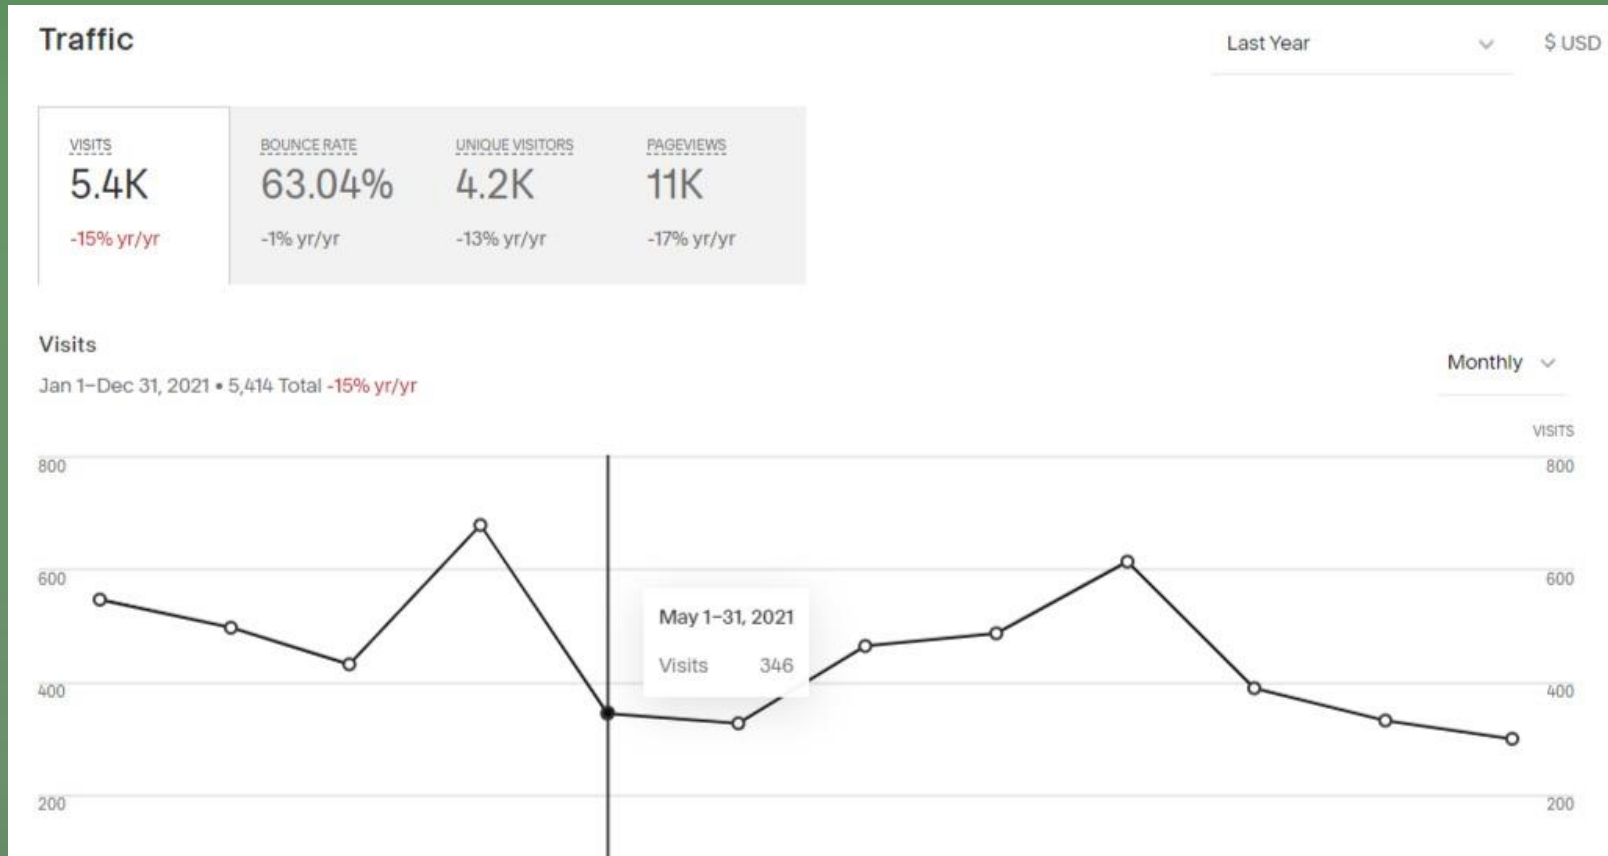 Traffic
Last Year
$ USD
VISITS
5.4K
-15% yr/yr
BOUNCE RATE
63.04%
-1% yr/yr
UNIQUE VISITORS
4.2K
-13% yr/yr
PAGEVIEWS
11K
-17% yr/yr
Visits
Jan 1–Dec 31, 2021 • 5,414 Total -15% yr/yr
Monthly
VISITS
800
800
600
600
May 1–31, 2021
Visits 346
400
400
200
200